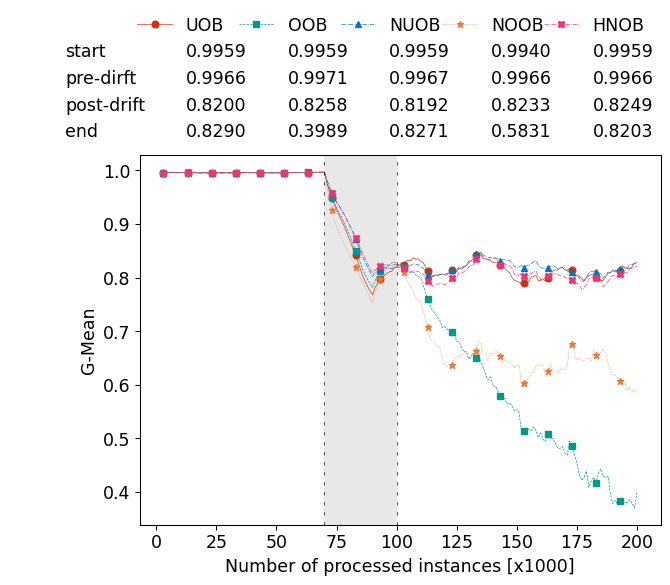 UOB OOB NUOB NOOB HNOB
start 0.9959 0.9959 0.9959 0.9940 0.9959
pre-dirft 0.9966 0.9971 0.9967 0.9966 0.9966
post-drift 0.8200 0.8258 0.8192 0.8233 0.8249
end 0.8290 0.3989 0.8271 0.5831 0.8203
1.0
0.9
0.8
0.7
0.6
0.5
0.4
G-Mean
0 25 50 75 100 125 150 175 200
Number of processed instances [x1000]